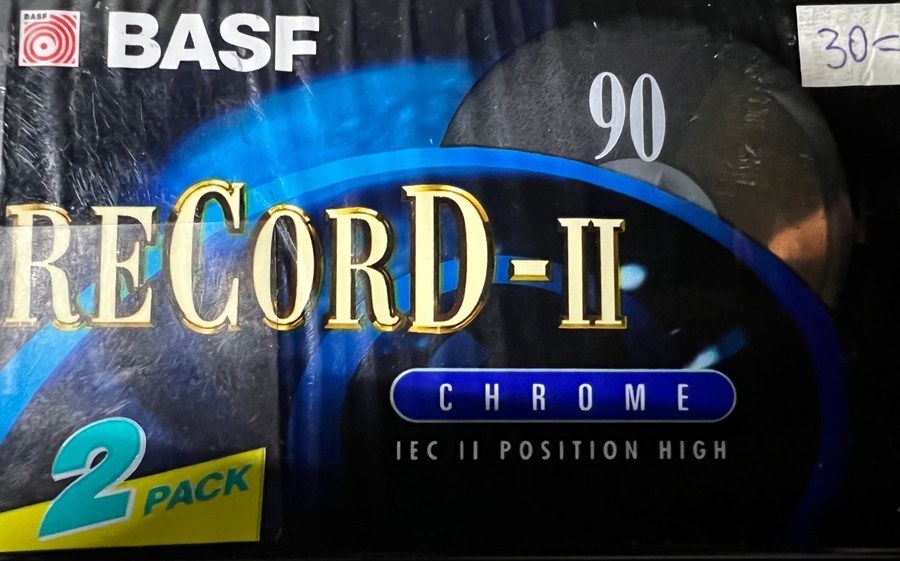 BASF
BASF
30=
90
RECORD-II
CHROME
IEC II POSITION HIGH
2 PACK